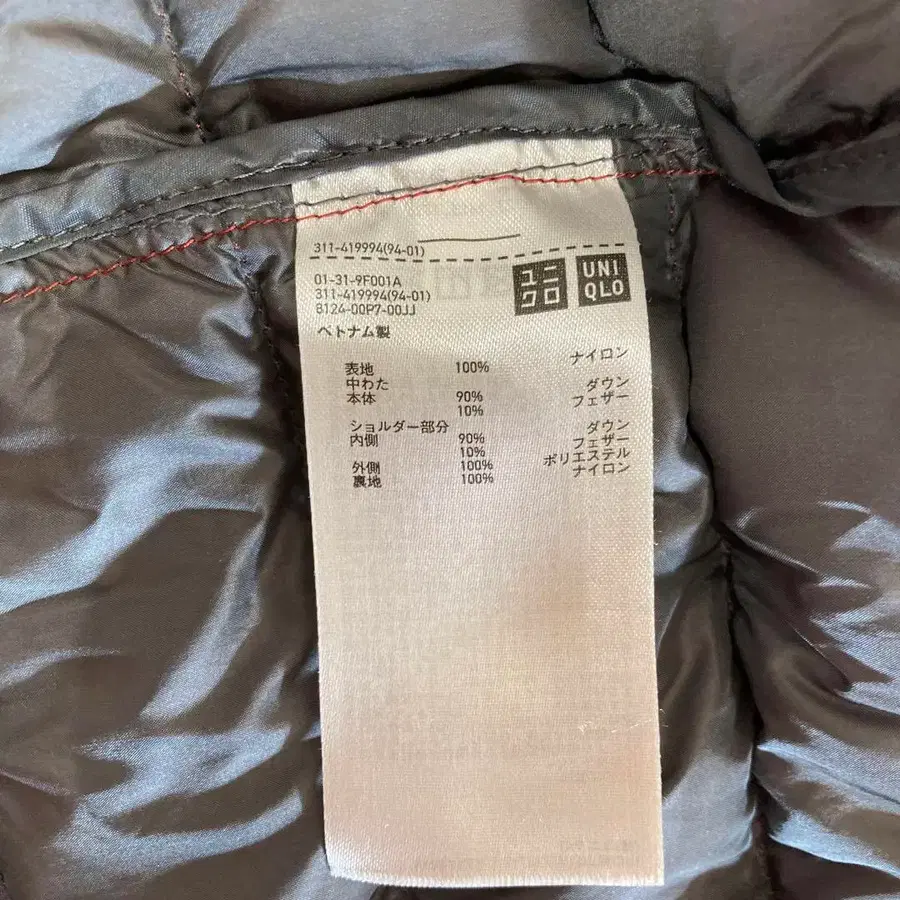 311-419994(94-01)
01-31-9F001A
311-419994(94-01)
8124-00P7-00JJ
ユニクロ
UNIQLO
ベトナム製
表地 100% ナイロン
中わた
本体 90% ダウン
10% フェザー
ショルダー部分
内側 90% ダウン
10% フェザー
外側 100% ポリエステル
裏地 100% ナイロン